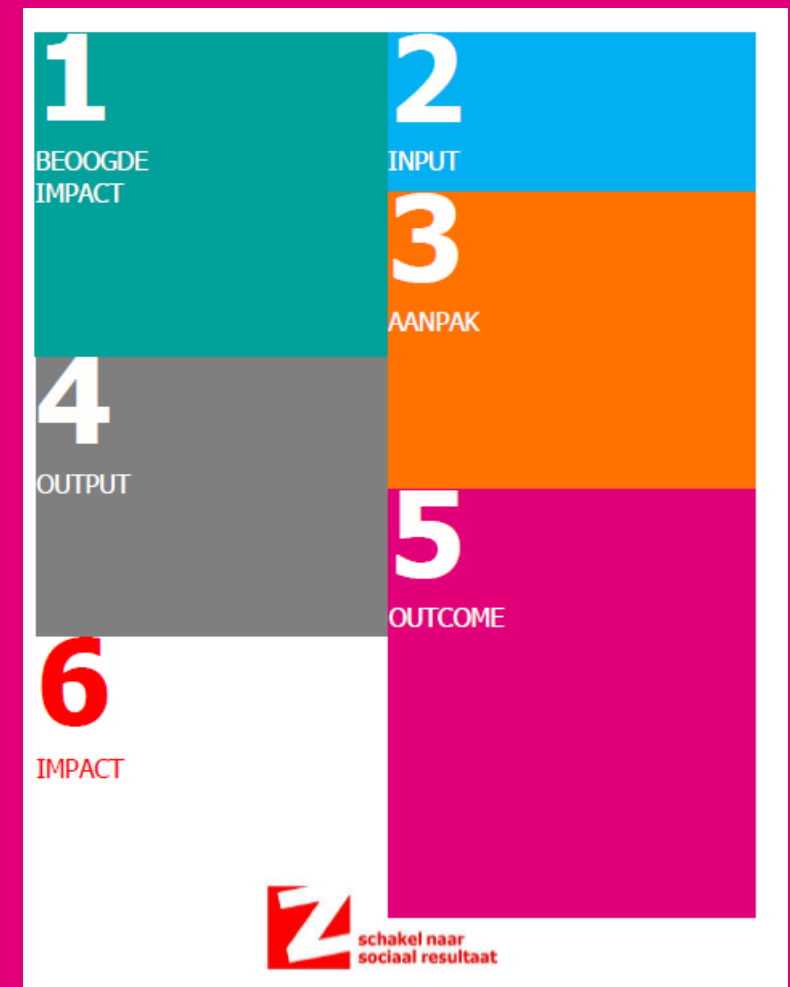 1
BEOOGDE
IMPACT
2
INPUT
3
AANPAK
4
OUTPUT
5
OUTCOME
6
IMPACT
Z
schakel naar
sociaal resultaat